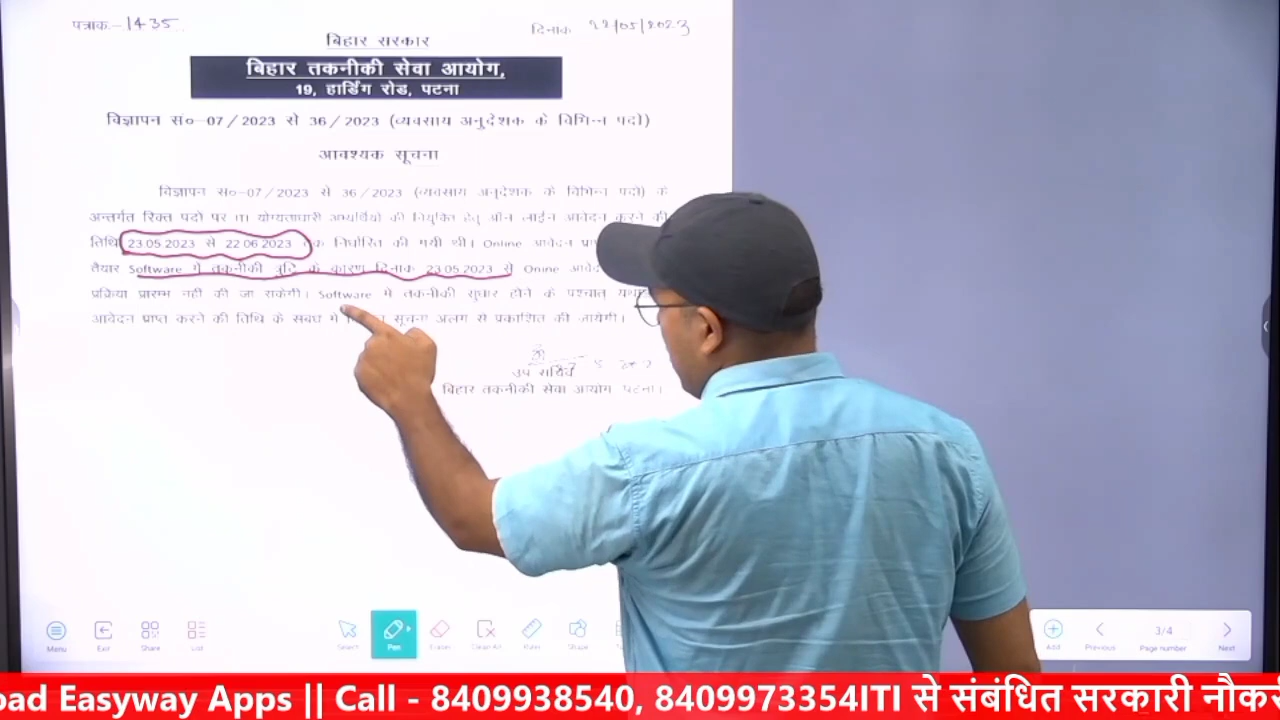 पत्रांक-1435
दिनांक 22/05/2023
बिहार सरकार
बिहार तकनीकी सेवा आयोग,
19, हार्डिंग रोड, पटना
विज्ञापन सं०-07/2023 से 36/2023 (व्यवसाय अनुदेशक के विभिन्न पदों)
आवश्यक सूचना
विज्ञापन सं०-07/2023 से 36/2023 (व्यवसाय अनुदेशक के विभिन्न पदों) के
अन्तर्गत रिक्त पदों पर ITI योग्यताधारी अभ्यर्थियों की नियुक्ति हेतु ऑन लाईन आवेदन करने की
तिथि 23.05.2023 से 22.06.2023 तक निर्धारित की गयी थी। Online आवेदन
तैयार Software में तकनीकी त्रुटि के कारण दिनांक 23.05.2023 से Onine
प्रक्रिया प्रारम्भ नहीं की जा सकेगी। Software में तकनीकी सुधार होने के पश्चात्
आवेदन प्राप्त करने की तिथि के संबंध में सूचना अलग से प्रकाशित की जायेगी।
उप सचिव
बिहार तकनीकी सेवा आयोग, पटना।
Menu
Exit
Share
List
Select
Pen
Eraser
Clean All
Ruler
Shape
Add
Previous
3/4
Page number
Next
oad Easyway Apps || Call - 8409938540, 8409973354ITI से संबंधित सरकारी